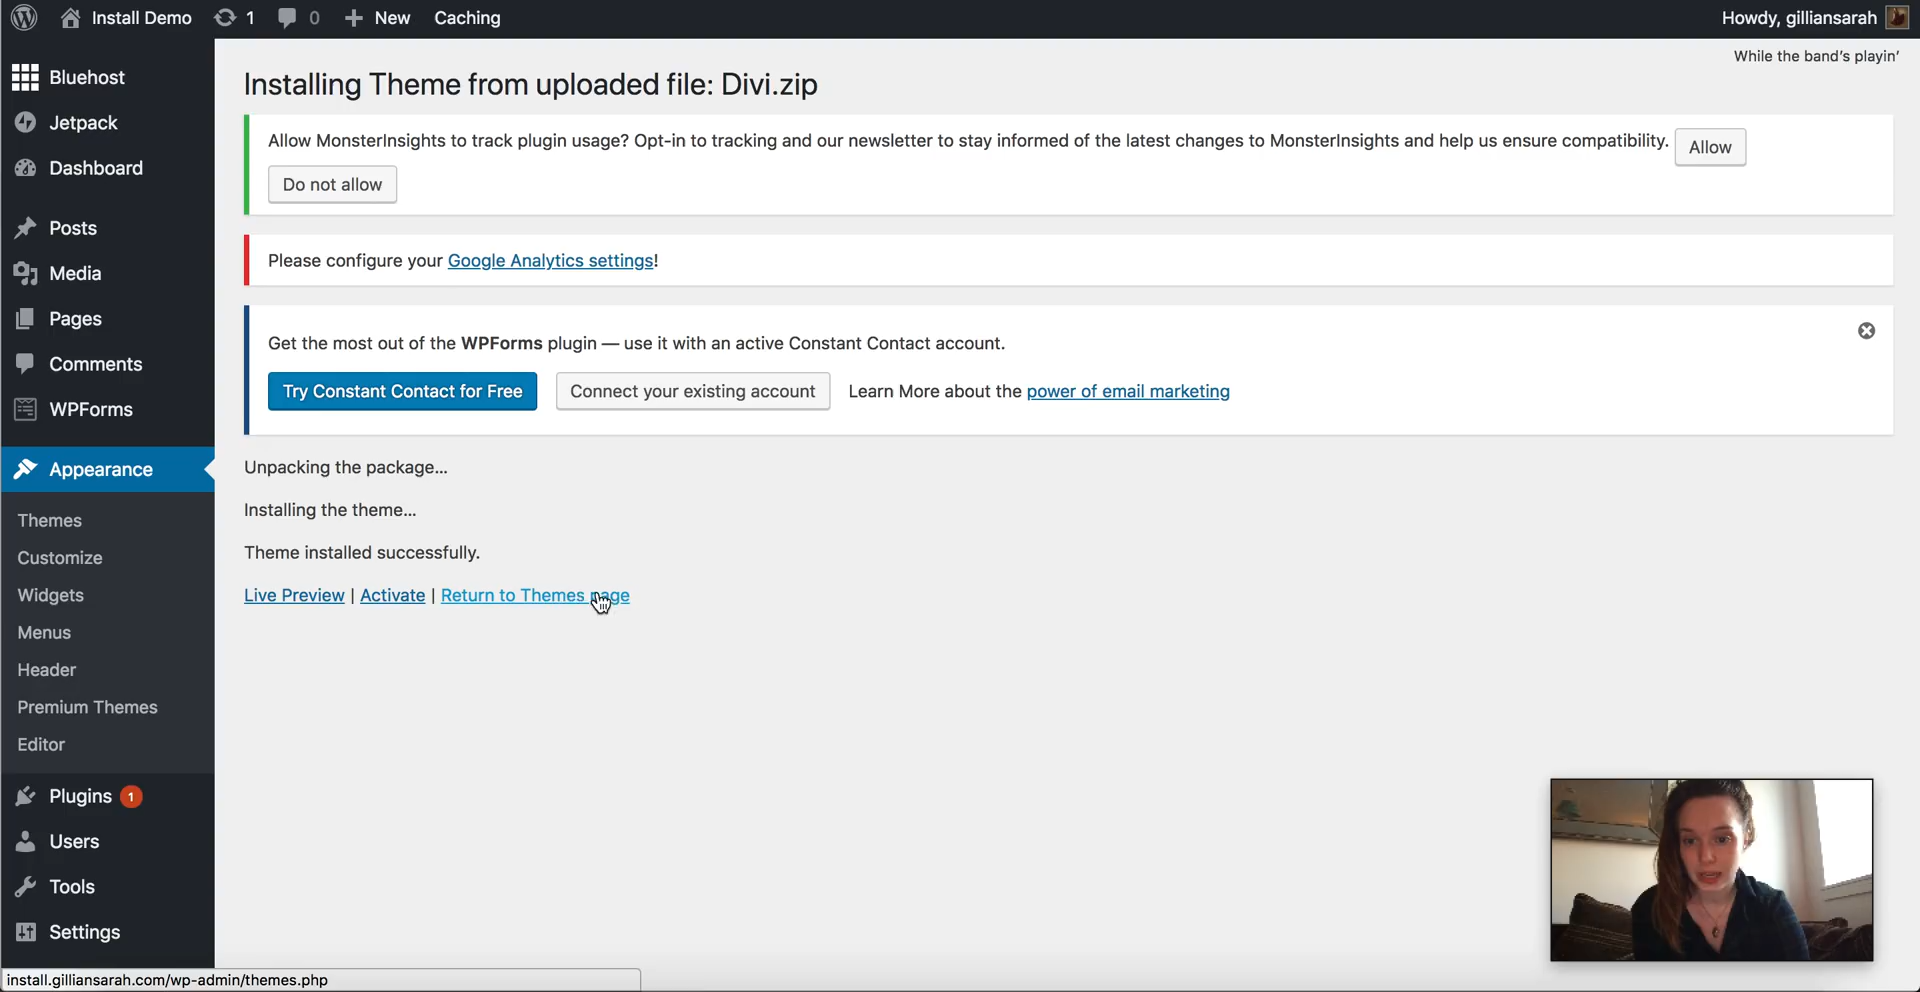 Install Demo 1 0 New Caching Howdy, gilliansarah
While the band's playin'
Bluehost
Jetpack
Dashboard
Posts
Media
Pages
Comments
WPForms
Appearance
Themes
Customize
Widgets
Menus
Header
Premium Themes
Editor
Plugins 1
Users
Tools
Settings
Installing Theme from uploaded file: Divi.zip
Allow MonsterInsights to track plugin usage? Opt-in to tracking and our newsletter to stay informed of the latest changes to MonsterInsights and help us ensure compatibility. Allow
Do not allow
Please configure your Google Analytics settings!
Get the most out of the WPForms plugin — use it with an active Constant Contact account.
Try Constant Contact for Free Connect your existing account Learn More about the power of email marketing
Unpacking the package...
Installing the theme...
Theme installed successfully.
Live Preview | Activate | Return to Themes page
install.gilliansarah.com/wp-admin/themes.php